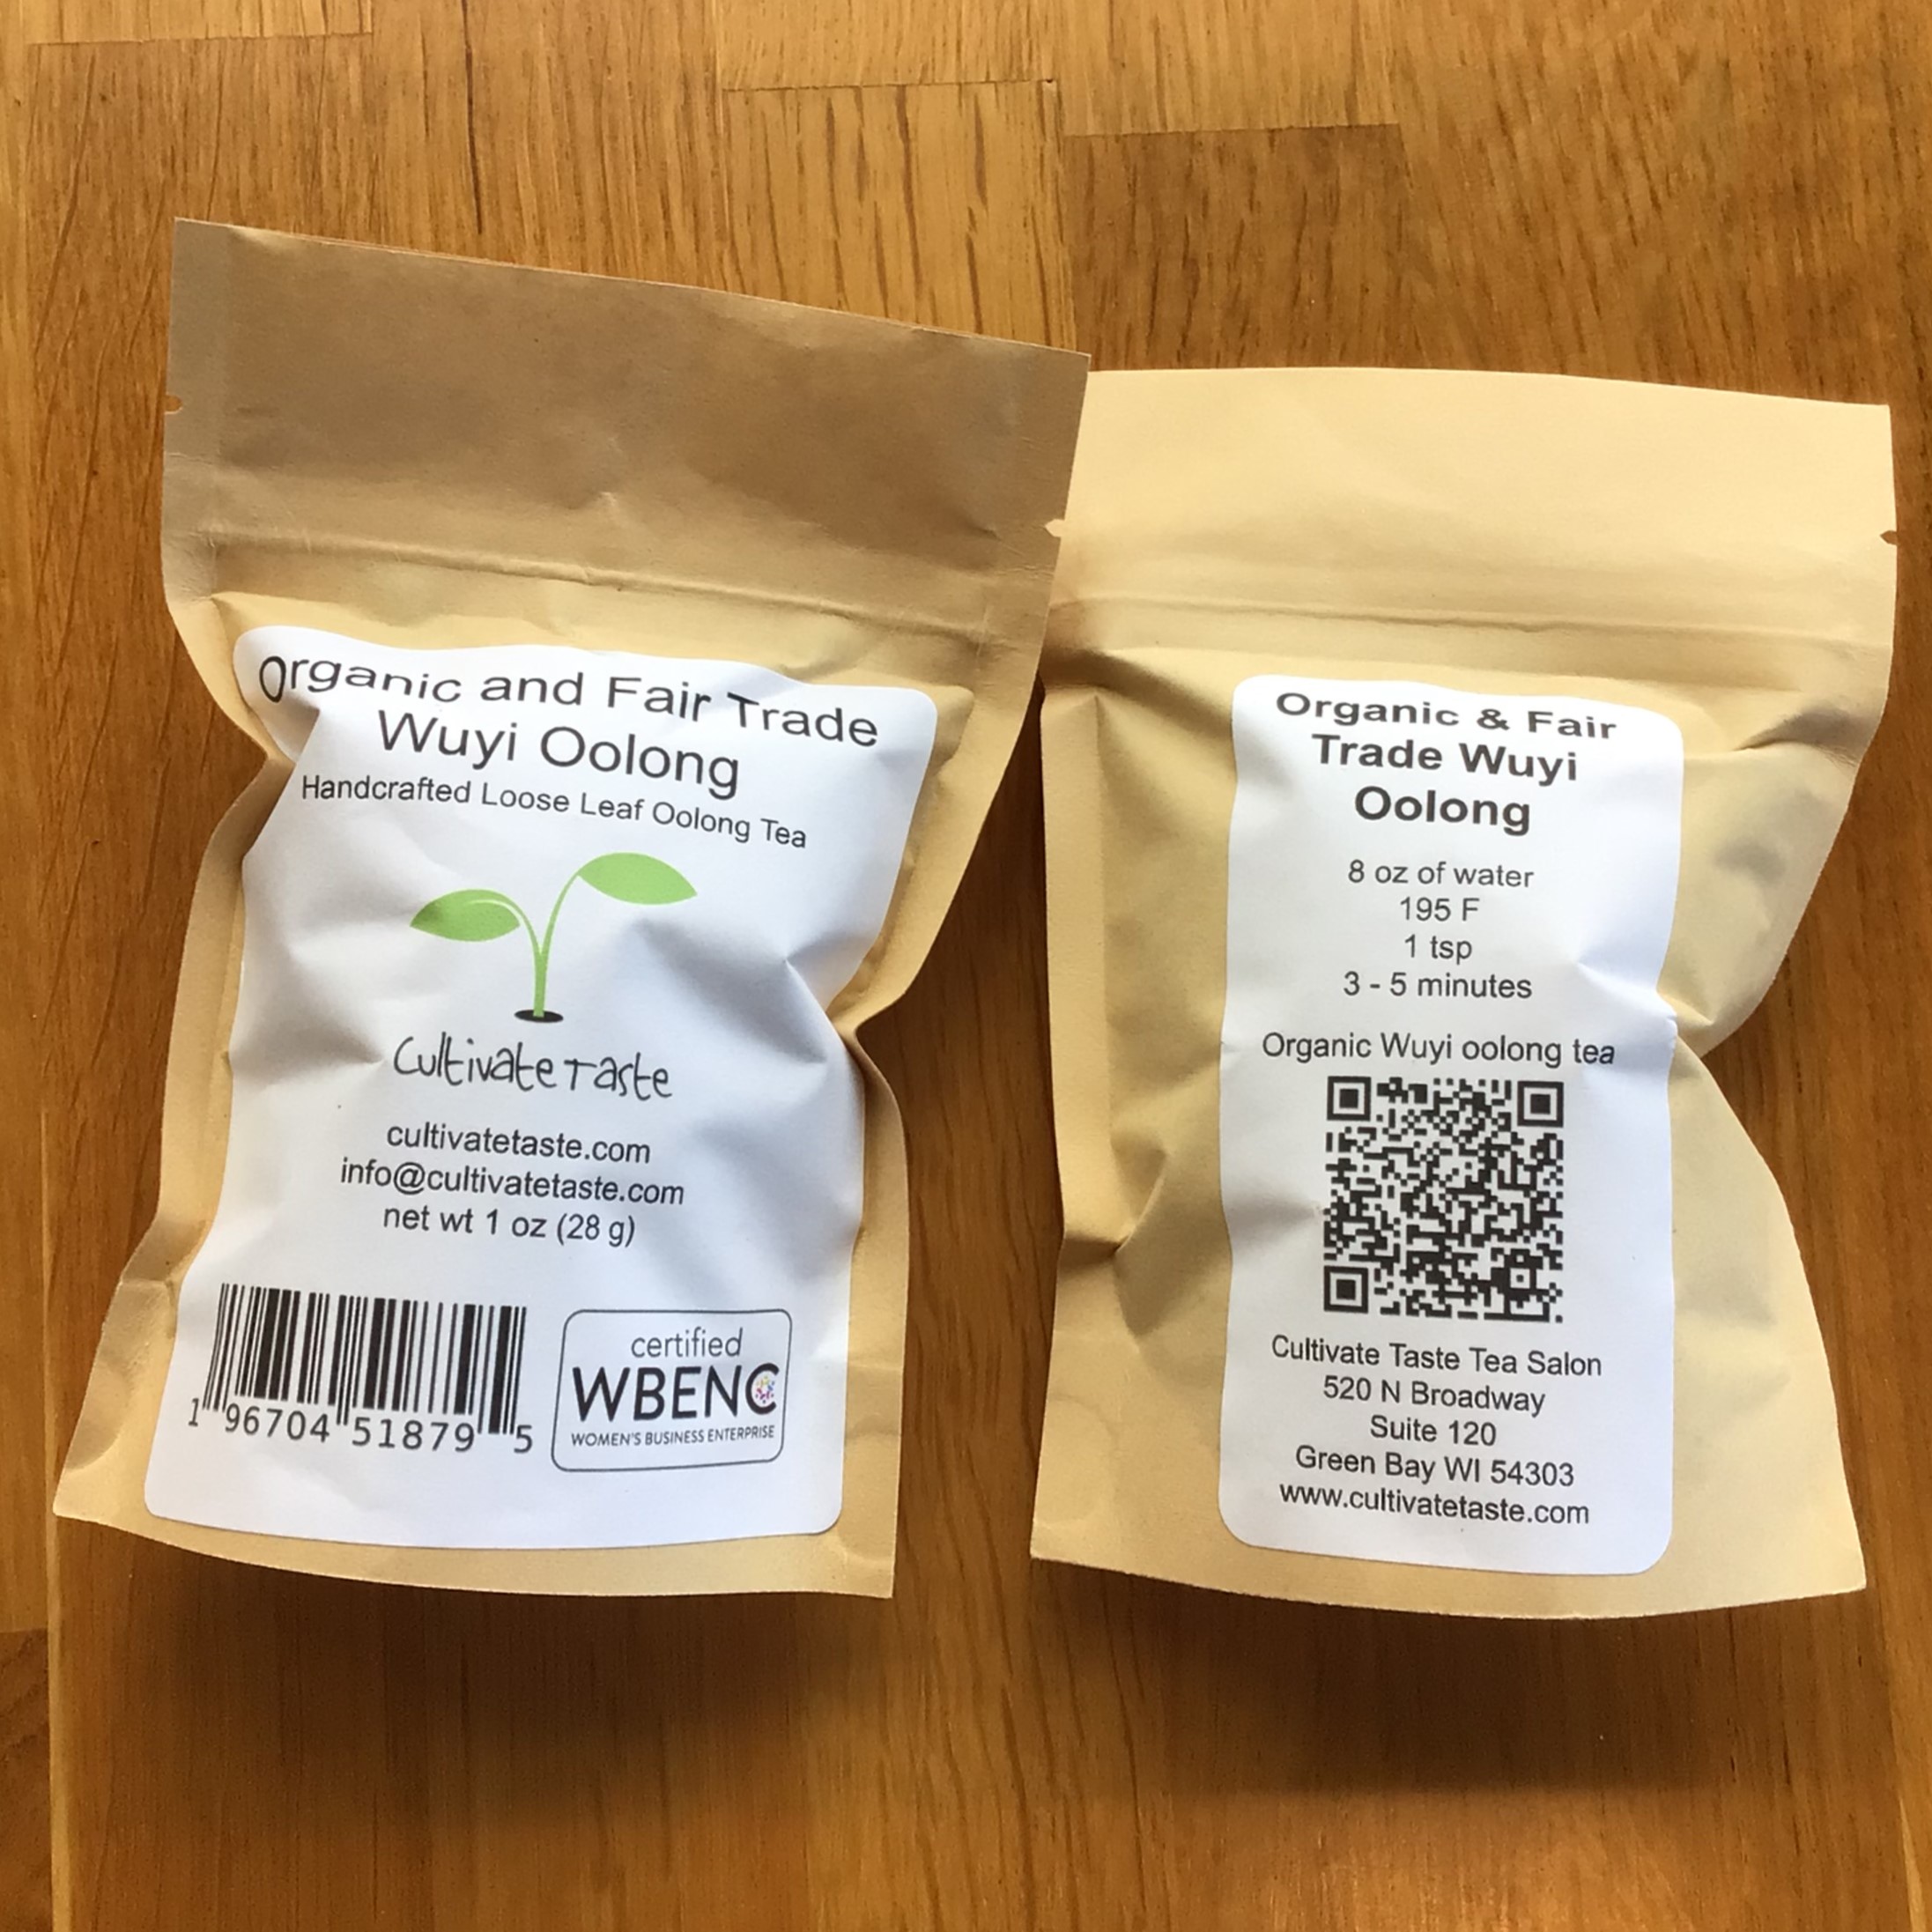 Organic and Fair Trade
Wuyi Oolong
Handcrafted Loose Leaf Oolong Tea
Cultivate Taste
cultivatetaste.com
info@cultivatetaste.com
net wt 1 oz (28 g)
1 96704 51879 5
certified
WBENC
WOMEN'S BUSINESS ENTERPRISE
Organic & Fair
Trade Wuyi
Oolong
8 oz of water
195 F
1 tsp
3 - 5 minutes
Organic Wuyi oolong tea
Cultivate Taste Tea Salon
520 N Broadway
Suite 120
Green Bay WI 54303
www.cultivatetaste.com